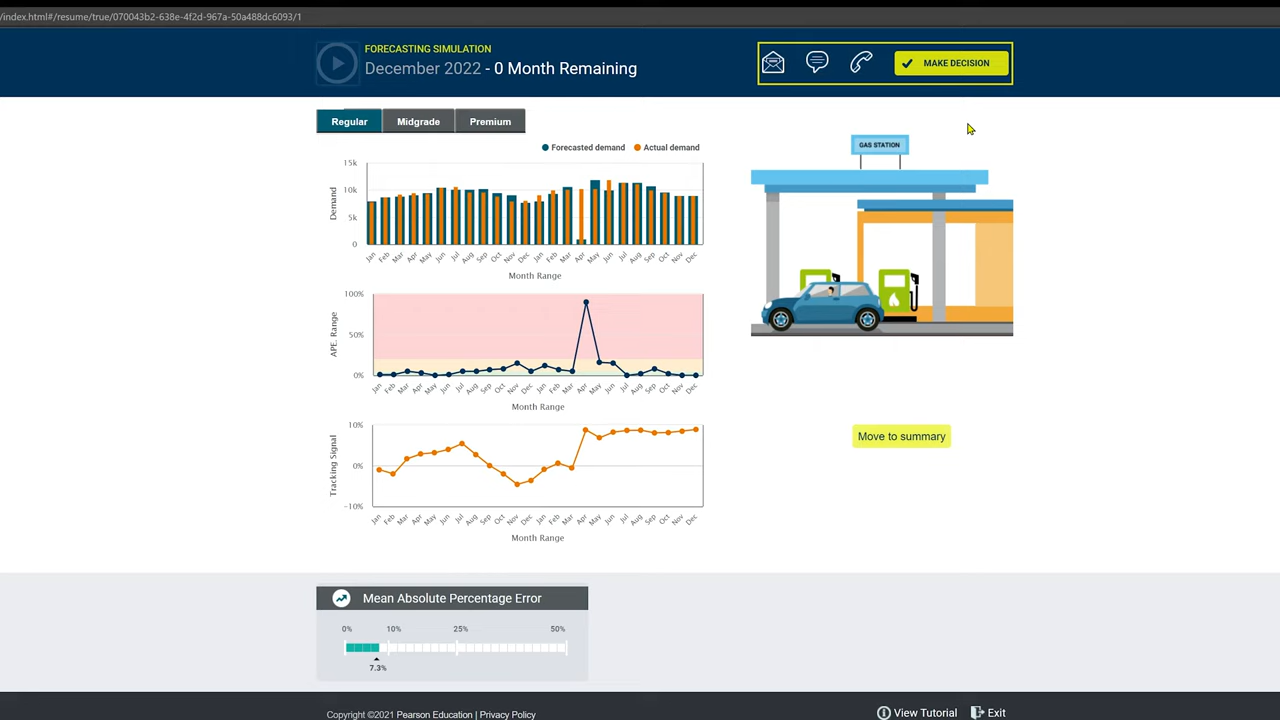 /index.html#/resume/true/070043b2-638e-4f2d-967a-50a488dc6093/1
FORECASTING SIMULATION
December 2022 - 0 Month Remaining
MAKE DECISION
Regular Midgrade Premium
Forecasted demand Actual demand
Demand
15k
10k
5k
0
Jan Feb Mar Apr May Jun Jul Aug Sep Oct Nov Dec Jan Feb Mar Apr May Jun Jul Aug Sep Oct Nov Dec
Month Range
APE. Range
100%
50%
0%
Jan Feb Mar Apr May Jun Jul Aug Sep Oct Nov Dec Jan Feb Mar Apr May Jun Jul Aug Sep Oct Nov Dec
Month Range
Tracking Signal
10%
0%
-10%
Jan Feb Mar Apr May Jun Jul Aug Sep Oct Nov Dec Jan Feb Mar Apr May Jun Jul Aug Sep Oct Nov Dec
Month Range
GAS STATION
Move to summary
Mean Absolute Percentage Error
0% 10% 25% 50%
7.3%
Copyright ©2021 Pearson Education | Privacy Policy
View Tutorial Exit